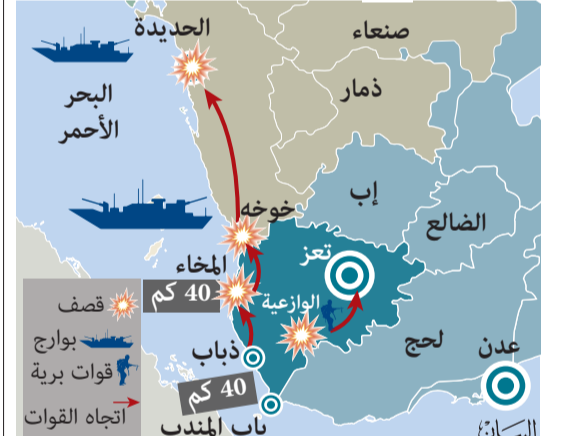 الحديدة
صنعاء
ذمار
البحر
الأحمر
إب
الضالع
خوخه
تعز
المخاء
40 كم
الوازعية
قصف
بوارج
قوات برية
اتجاه القوات
ذباب
لحج
عدن
40 كم
باب المندب
البيان